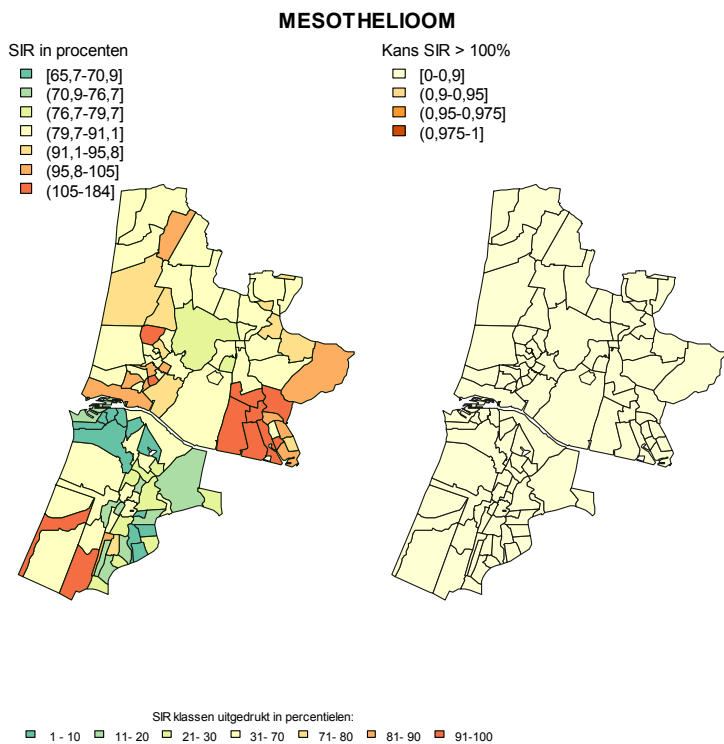 MESOTHELIOOM
SIR in procenten
[65,7-70,9]
(70,9-76,7]
(76,7-79,7]
(79,7-91,1]
(91,1-95,8]
(95,8-105]
(105-184]
Kans SIR > 100%
[0-0,9]
(0,9-0,95]
(0,95-0,975]
(0,975-1]
SIR klassen uitgedrukt in percentielen:
1 - 10 11- 20 21- 30 31- 70 71- 80 81- 90 91-100